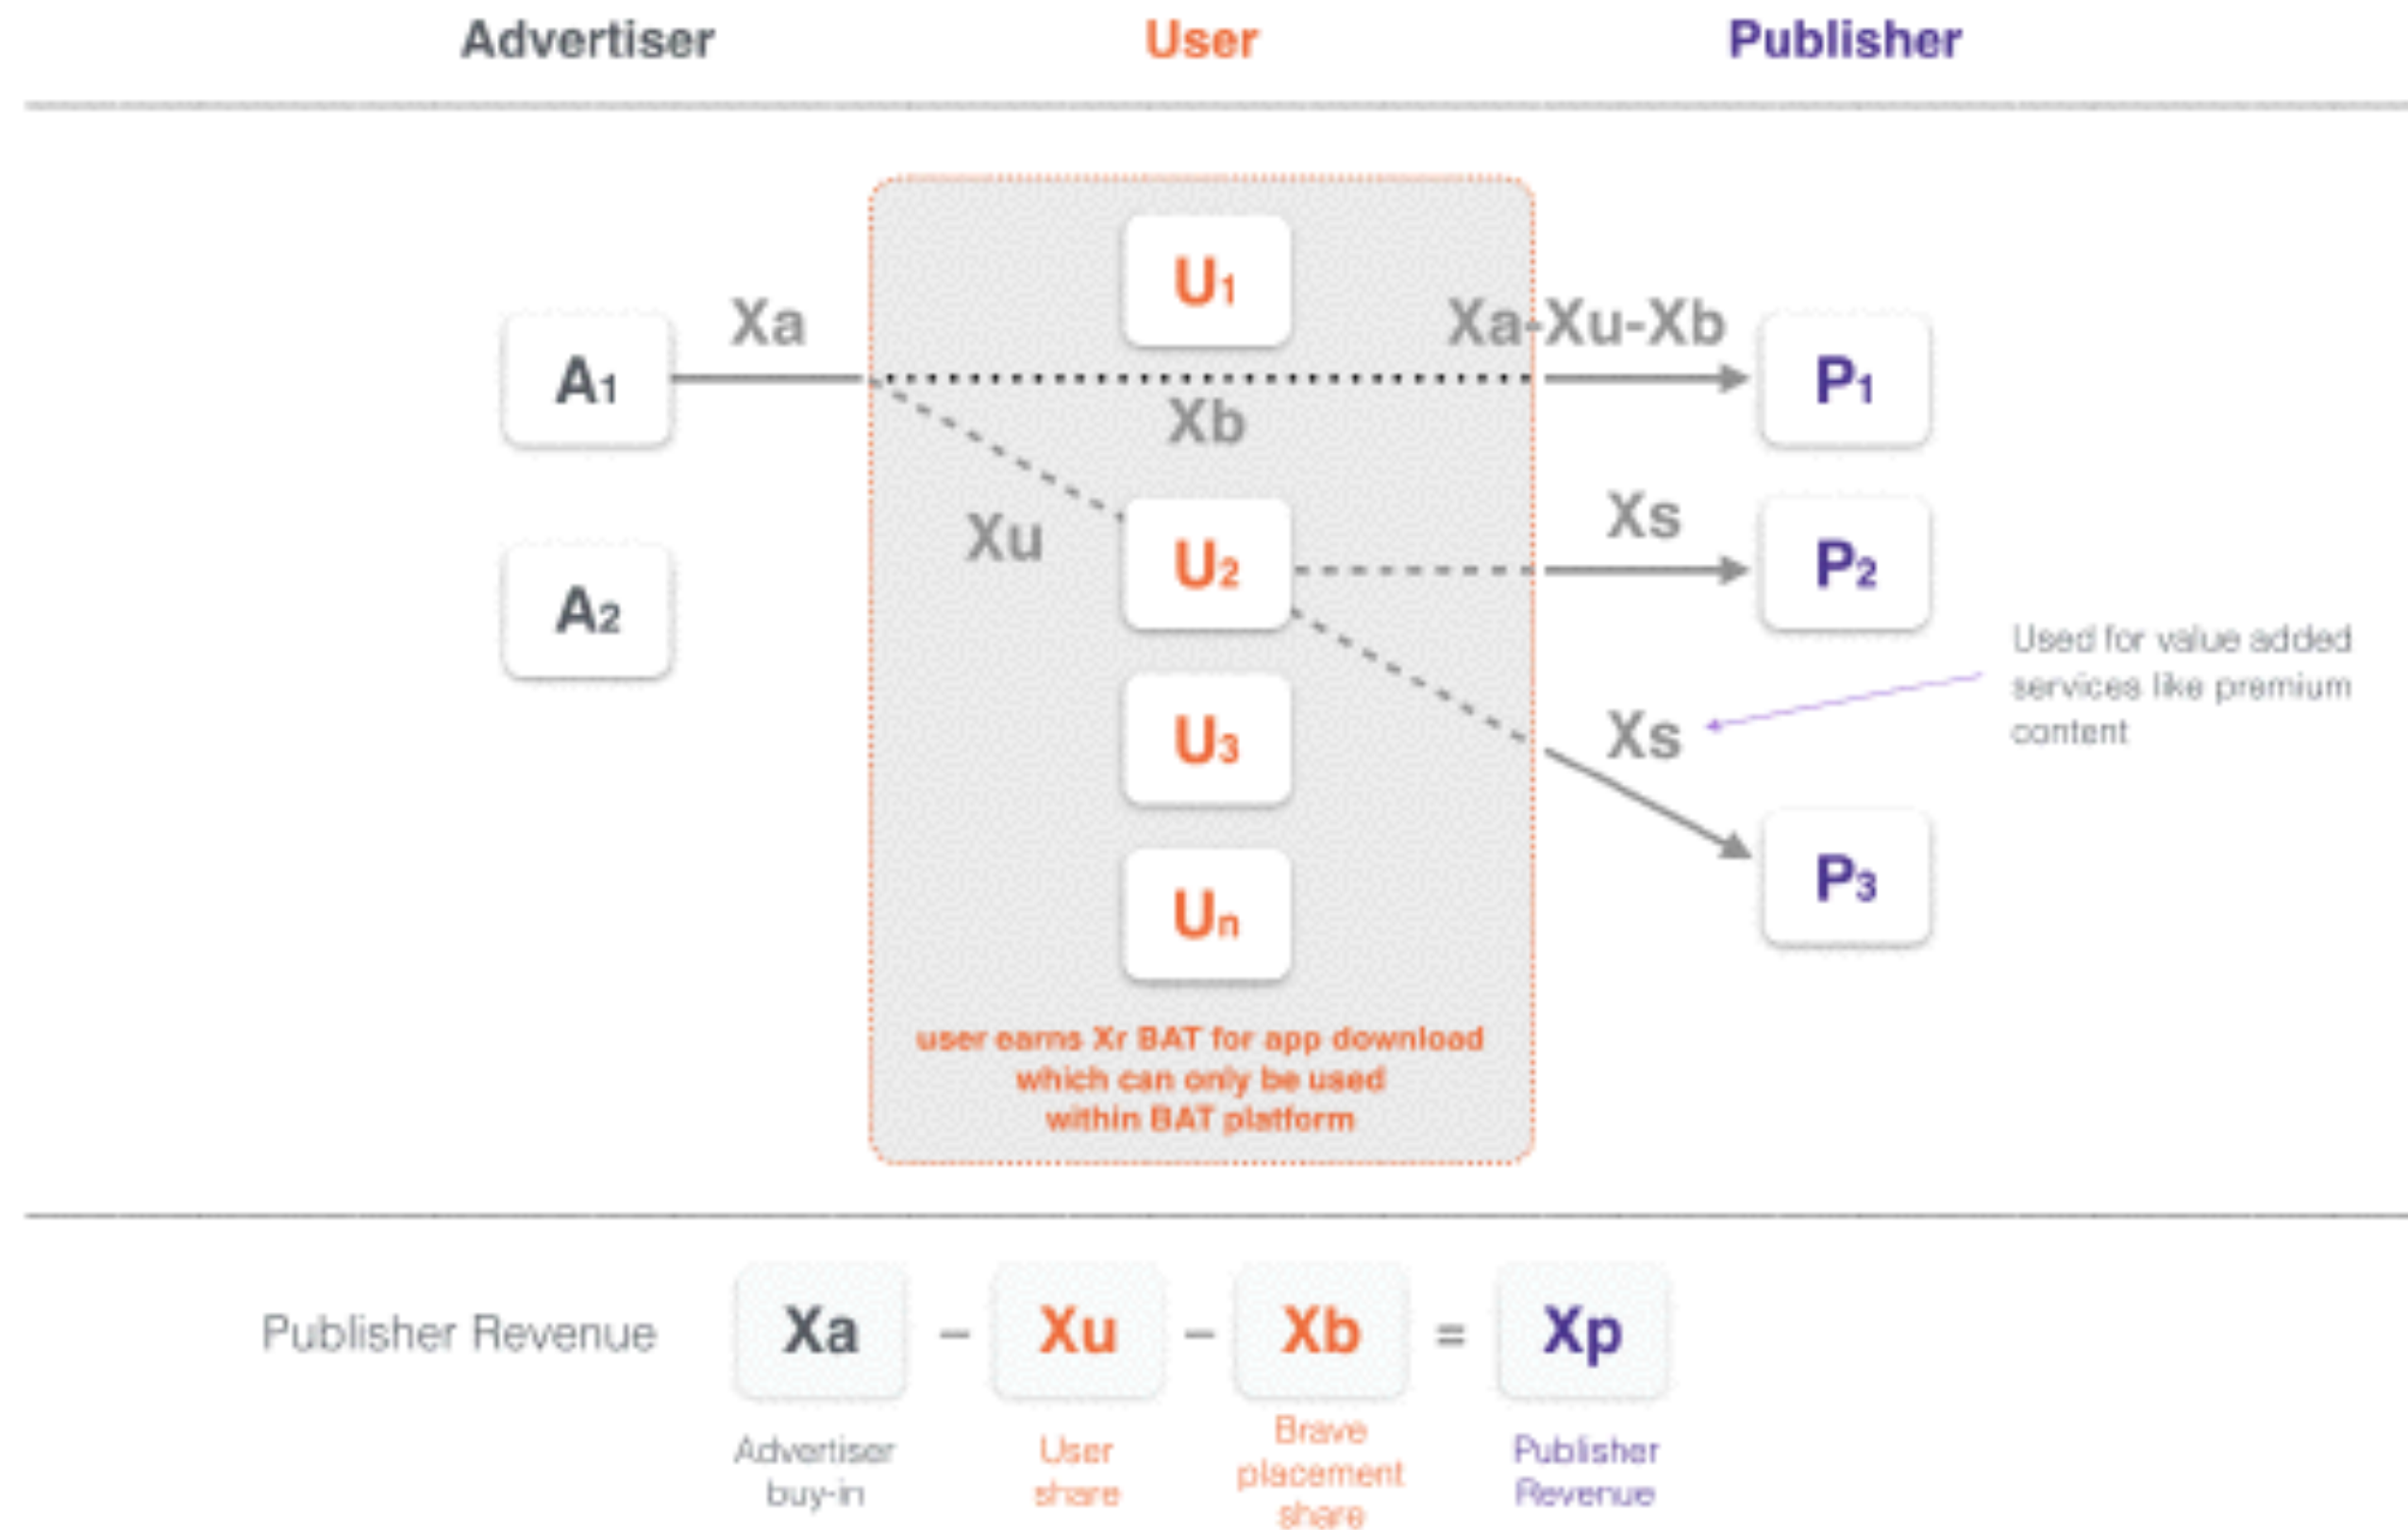 Advertiser User Publisher
U1
Xa Xa-Xu-Xb
A1 P1
Xb
Xs
Xu U2 P2
A2
Used for value added
services like premium
content
U3 Xs
P3
Un
user earns Xr BAT for app download
which can only be used
within BAT platform
Publisher Revenue Xa – Xu – Xb = Xp
Advertiser
buy-in
User
share
Brave
placement
share
Publisher
Revenue